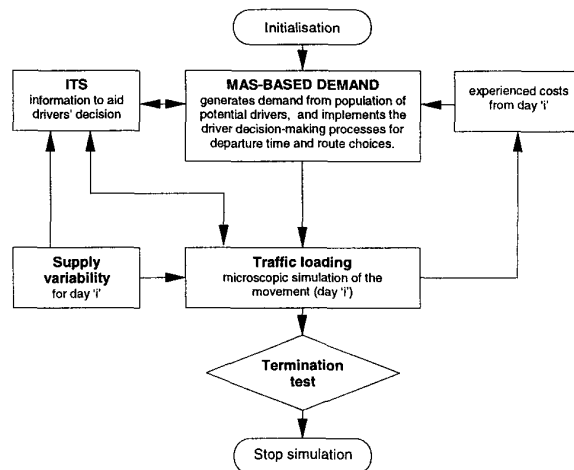 Initialisation
ITS
information to aid
drivers' decision
MAS-BASED DEMAND
generates demand from population of
potential drivers, and implements the
driver decision-making processes for
departure time and route choices.
experienced costs
from day 'i'
Supply
variability
for day 'i'
Traffic loading
microscopic simulation of the
movement (day 'i')
Termination
test
Stop simulation